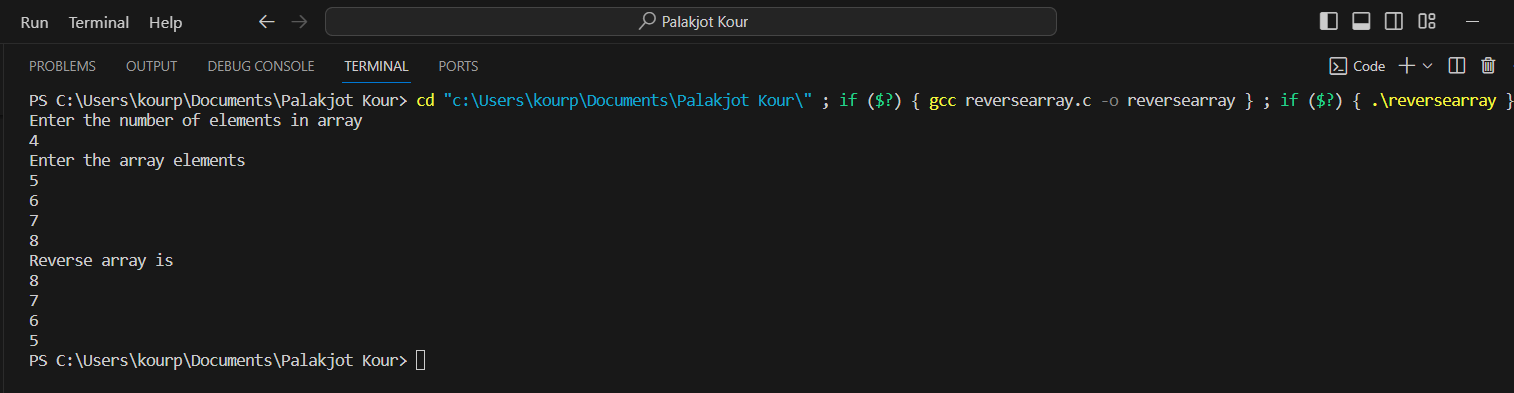 Run Terminal Help Palakjot Kour
PROBLEMS OUTPUT DEBUG CONSOLE TERMINAL PORTS Code
PS C:\Users\kourp\Documents\Palakjot Kour> cd "c:\Users\kourp\Documents\Palakjot Kour\" ; if ($?) { gcc reversearray.c -o reversearray } ; if ($?) { .\reversearray }
Enter the number of elements in array
4
Enter the array elements
5
6
7
8
Reverse array is
8
7
6
5
PS C:\Users\kourp\Documents\Palakjot Kour>